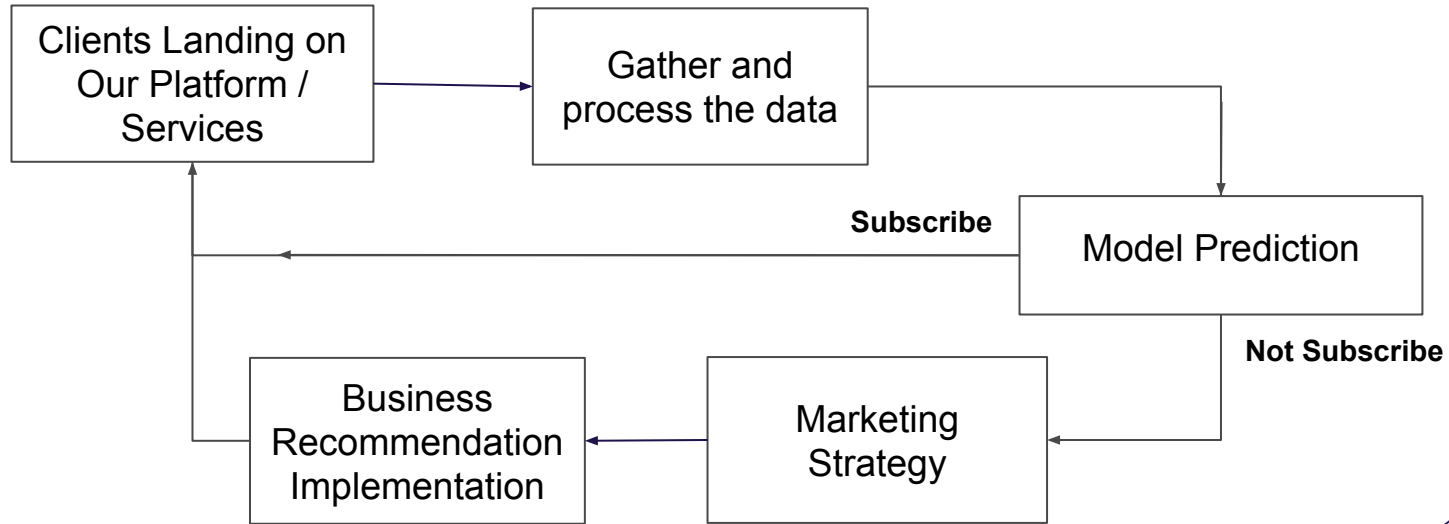 Clients Landing on
Our Platform /
Services
Gather and
process the data
Subscribe
Model Prediction
Not Subscribe
Business
Recommendation
Implementation
Marketing
Strategy